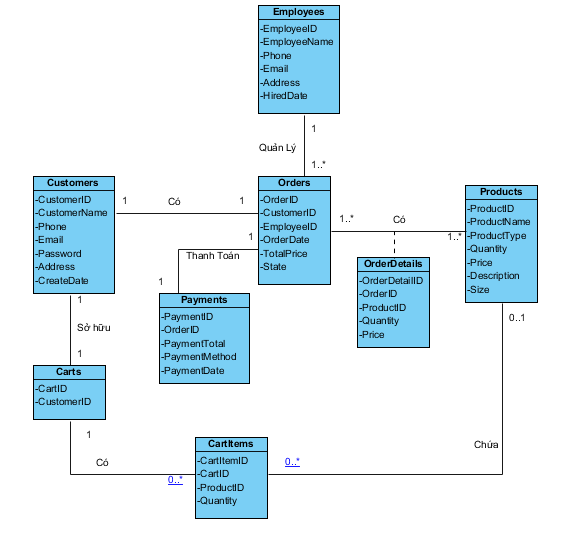 Employees
-EmployeeID
-EmployeeName
-Phone
-Email
-Address
-HiredDate
1
Quản Lý
1..*
Customers
-CustomerID
-CustomerName
-Phone
-Email
-Password
-Address
-CreateDate
1
Có
1
Orders
-OrderID
-CustomerID
-EmployeeID
-OrderDate
-TotalPrice
-State
1..*
Có
1..*
Products
-ProductID
-ProductName
-ProductType
-Quantity
-Price
-Description
-Size
1
Thanh Toán
1
Payments
-PaymentID
-OrderID
-PaymentTotal
-PaymentMethod
-PaymentDate
OrderDetails
-OrderDetailID
-OrderID
-ProductID
-Quantity
-Price
1
Sở hữu
1
Carts
-CartID
-CustomerID
1
Có
0..*
CartItems
-CartItemID
-CartID
-ProductID
-Quantity
0..*
Chứa
0..1